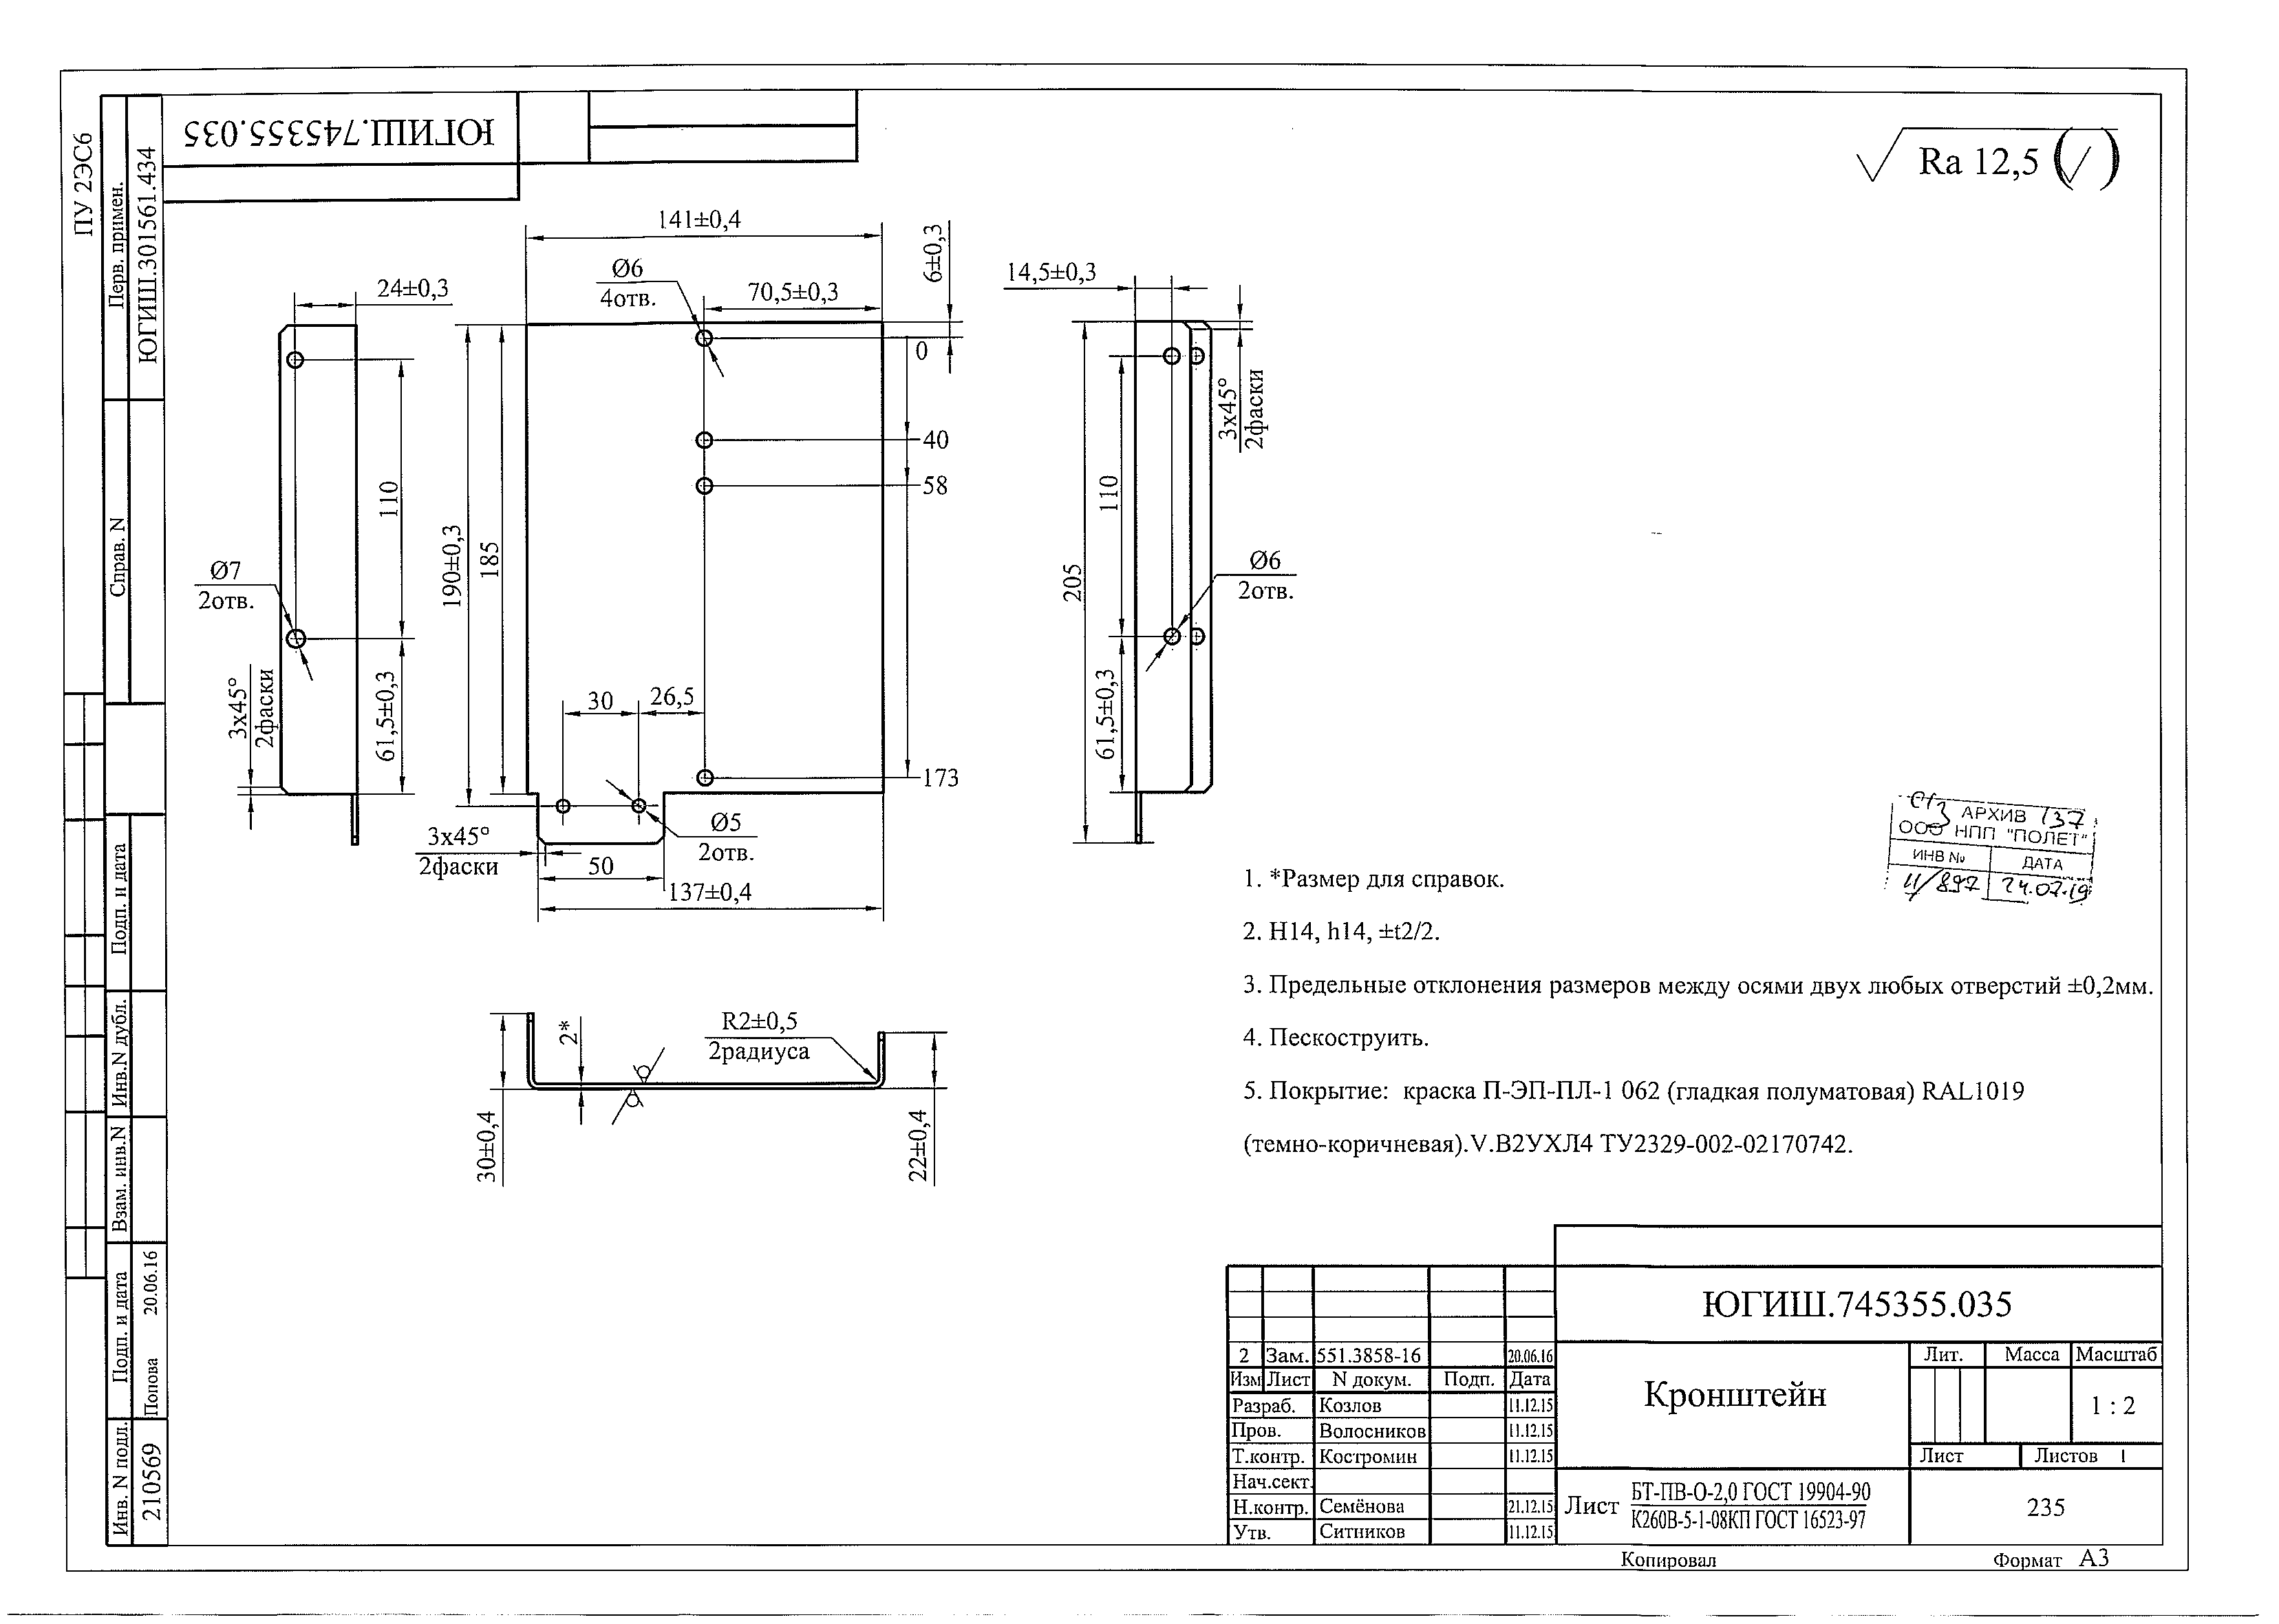 ПУ 2ЭС6
Перв. примен.
ЮГИШ.301561.434
Справ. N
Подп. и дата
Инв.N дубл.
Взам. инв.N
Подп. и дата
Попова 20.06.16
Инв. N подл.
210569
ЮГИШ.745355.035
Ra 12,5
24±0,3
110
61,5±0,3
Ø7
2отв.
3x45°
2фаски
141±0,4
Ø6
4отв.
70,5±0,3
6±0,3
0
40
58
173
190±0,3
185
30
26,5
Ø5
2отв.
3x45°
2фаски
50
137±0,4
14,5±0,3
3x45°
2фаски
110
205
61,5±0,3
Ø6
2отв.
30±0,4
2*
R2±0,5
2радиуса
22±0,4
АРХИВ 137
ООО НПП "ПОЛЕТ"
ИНВ № ДАТА
24.07.19
1. *Размер для справок.
2. H14, h14, ±t2/2.
3. Предельные отклонения размеров между осями двух любых отверстий ±0,2мм.
4. Пескоструить.
5. Покрытие: краска П-ЭП-ПЛ-1 062 (гладкая полуматовая) RAL1019
(темно-коричневая).V.В2УХЛ4 ТУ2329-002-02170742.
ЮГИШ.745355.035
2 Зам. 551.3858-16 20.06.16
Изм Лист N докум. Подп. Дата
Разраб. Козлов 11.12.15
Пров. Волосников 11.12.15
Т.контр. Костромин 11.12.15
Нач.сект.
Н.контр. Семёнова 21.12.15
Утв. Ситников 11.12.15
Кронштейн
Лит. Масса Масштаб
1 : 2
Лист Листов 1
Лист
БТ-ПВ-О-2,0 ГОСТ 19904-90
К260В-5-1-08КП ГОСТ 16523-97
235
Копировал Формат А3